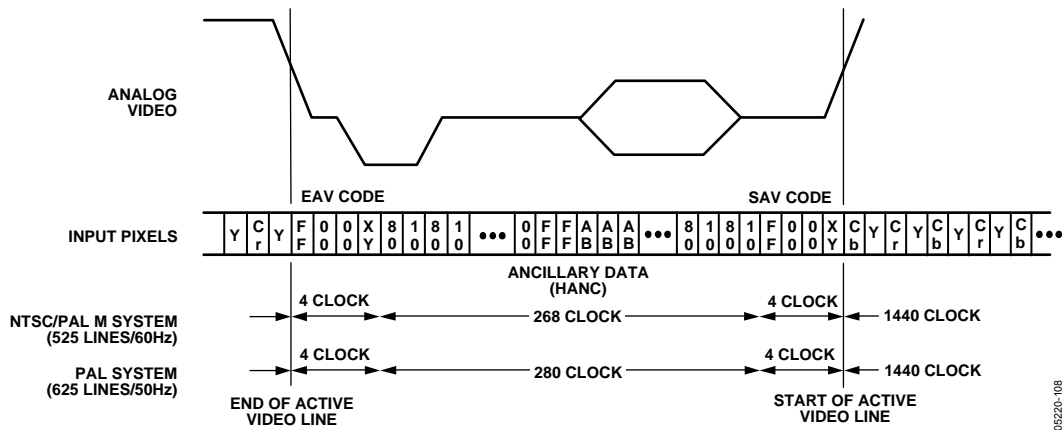 ANALOG
VIDEO
EAV CODE
SAV CODE
INPUT PIXELS
Y Cr Y FF 00 00 XY 80 10 80 10 ••• 00 FF FF AB AB AB ••• 80 10 80 10 FF 00 00 XY Cb Y Cr Y Cb Y Cr Y Cb •••
ANCILLARY DATA
(HANC)
NTSC/PAL M SYSTEM
(525 LINES/60Hz)
4 CLOCK
268 CLOCK
4 CLOCK
1440 CLOCK
PAL SYSTEM
(625 LINES/50Hz)
4 CLOCK
280 CLOCK
4 CLOCK
1440 CLOCK
END OF ACTIVE
VIDEO LINE
START OF ACTIVE
VIDEO LINE
05220-108